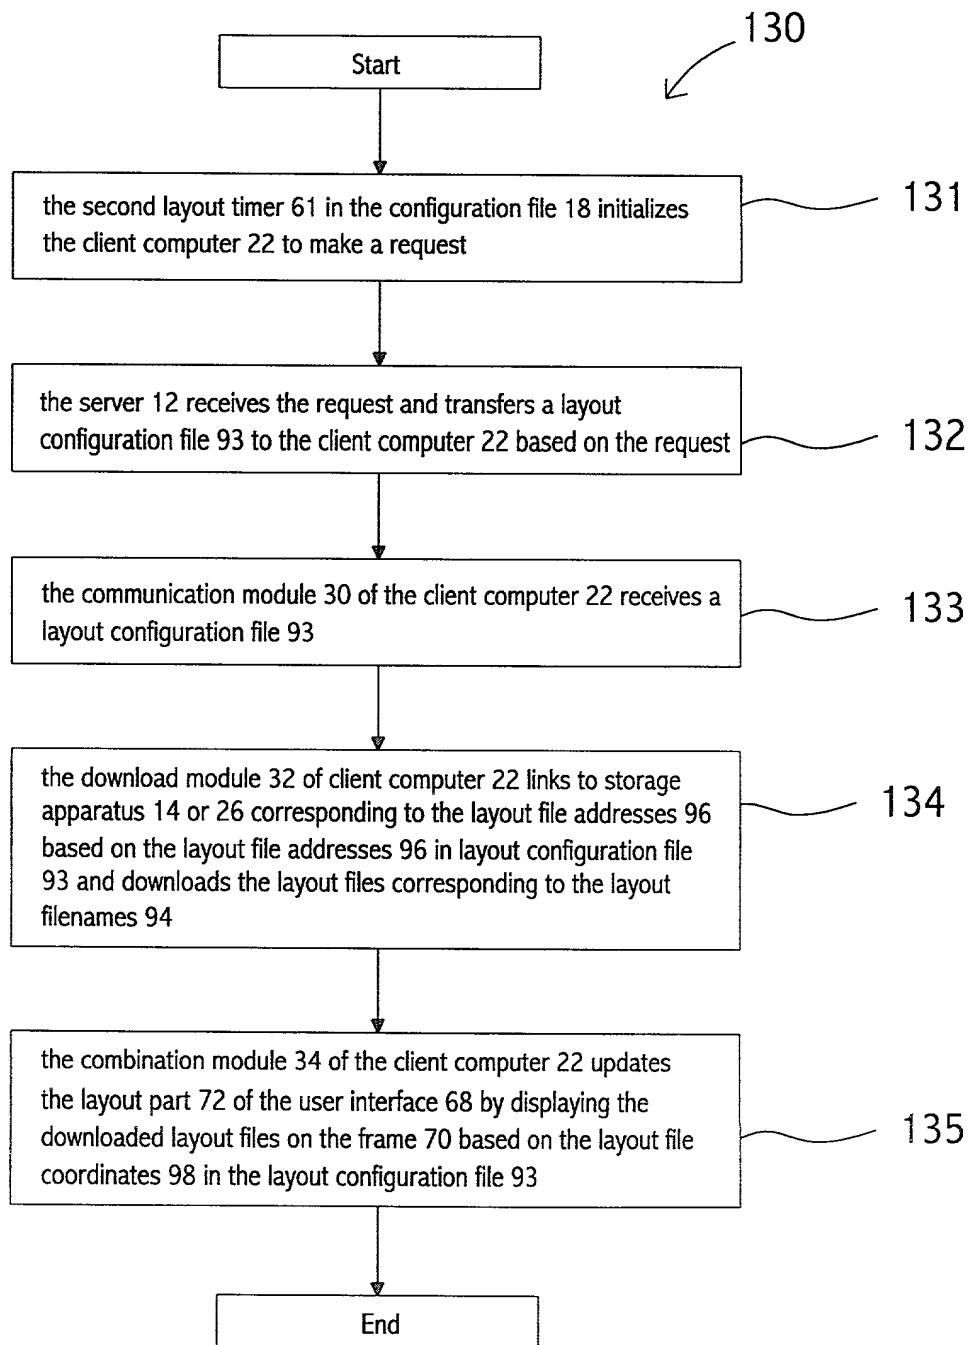 130
Start
the second layout timer 61 in the configuration file 18 initializes
the client computer 22 to make a request
131
the server 12 receives the request and transfers a layout
configuration file 93 to the client computer 22 based on the request
132
the communication module 30 of the client computer 22 receives a
layout configuration file 93
133
the download module 32 of client computer 22 links to storage
apparatus 14 or 26 corresponding to the layout file addresses 96
based on the layout file addresses 96 in layout configuration file
93 and downloads the layout files corresponding to the layout
filenames 94
134
the combination module 34 of the client computer 22 updates
the layout part 72 of the user interface 68 by displaying the
downloaded layout files on the frame 70 based on the layout file
coordinates 98 in the layout configuration file 93
135
End